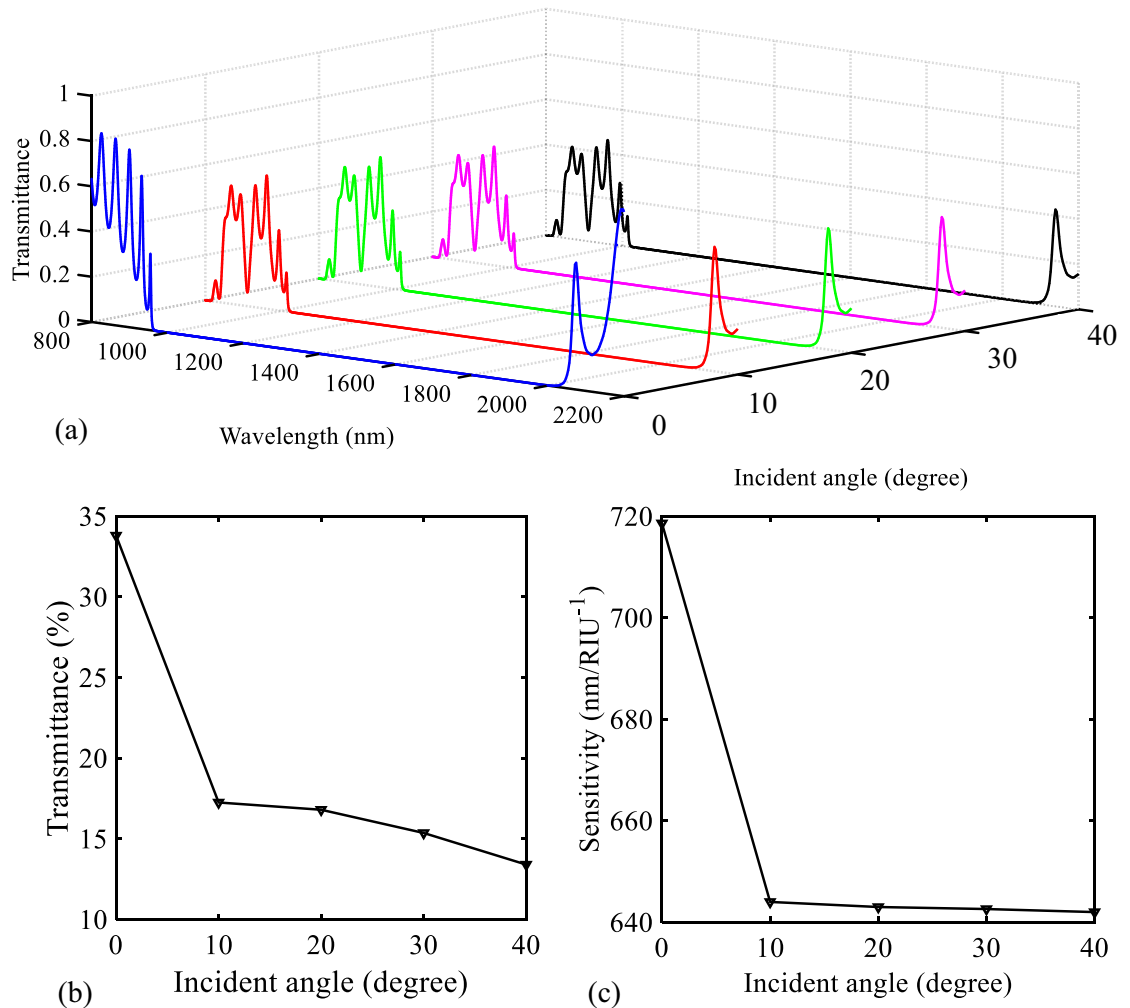 1
0.8
0.6
0.4
0.2
0
Transmittance
800
1000
1200
1400
1600
1800
2000
2200
Wavelength (nm)
0
10
20
30
40
Incident angle (degree)
(a)
35
33
25
20
15
10
Transmittance (%)
0 10 20 30 40
Incident angle (degree)
(b)
720
700
680
660
640
Sensitivity (nm/RIU⁻¹)
0 10 20 30 40
Incident angle (degree)
(c)